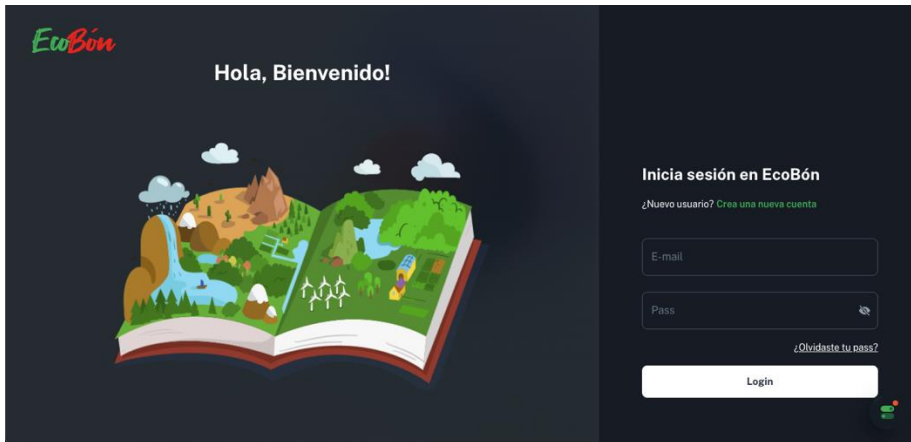 EcoBón
Hola, Bienvenido!
Inicia sesión en EcoBón
¿Nuevo usuario? Crea una nueva cuenta
E-mail
Pass
¿Olvidaste tu pass?
Login